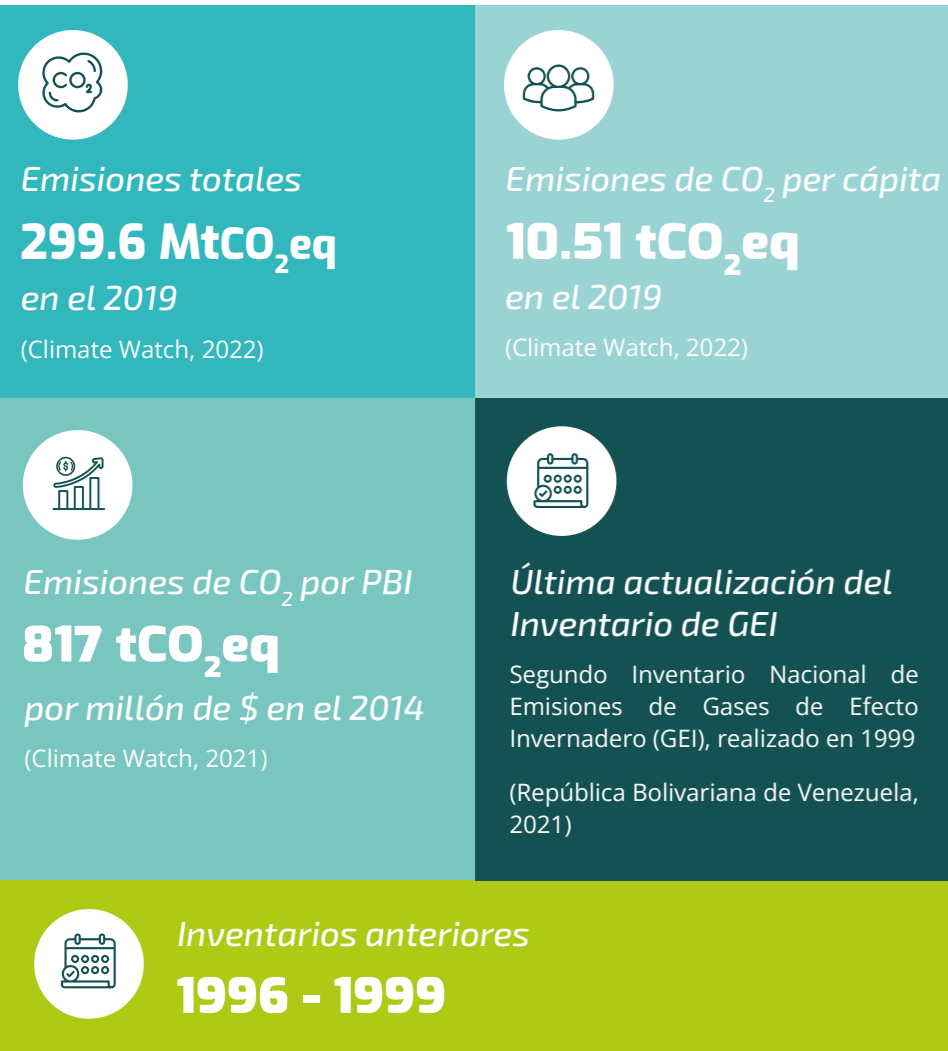 CO2
Emisiones totales
299.6 MtCO2eq
en el 2019
(Climate Watch, 2022)
Emisiones de CO2 per cápita
10.51 tCO2eq
en el 2019
(Climate Watch, 2022)
$
Emisiones de CO2 por PBI
817 tCO2eq
por millón de $ en el 2014
(Climate Watch, 2021)
Última actualización del
Inventario de GEI
Segundo Inventario Nacional de
Emisiones de Gases de Efecto
Invernadero (GEI), realizado en 1999
(República Bolivariana de Venezuela,
2021)
Inventarios anteriores
1996 - 1999